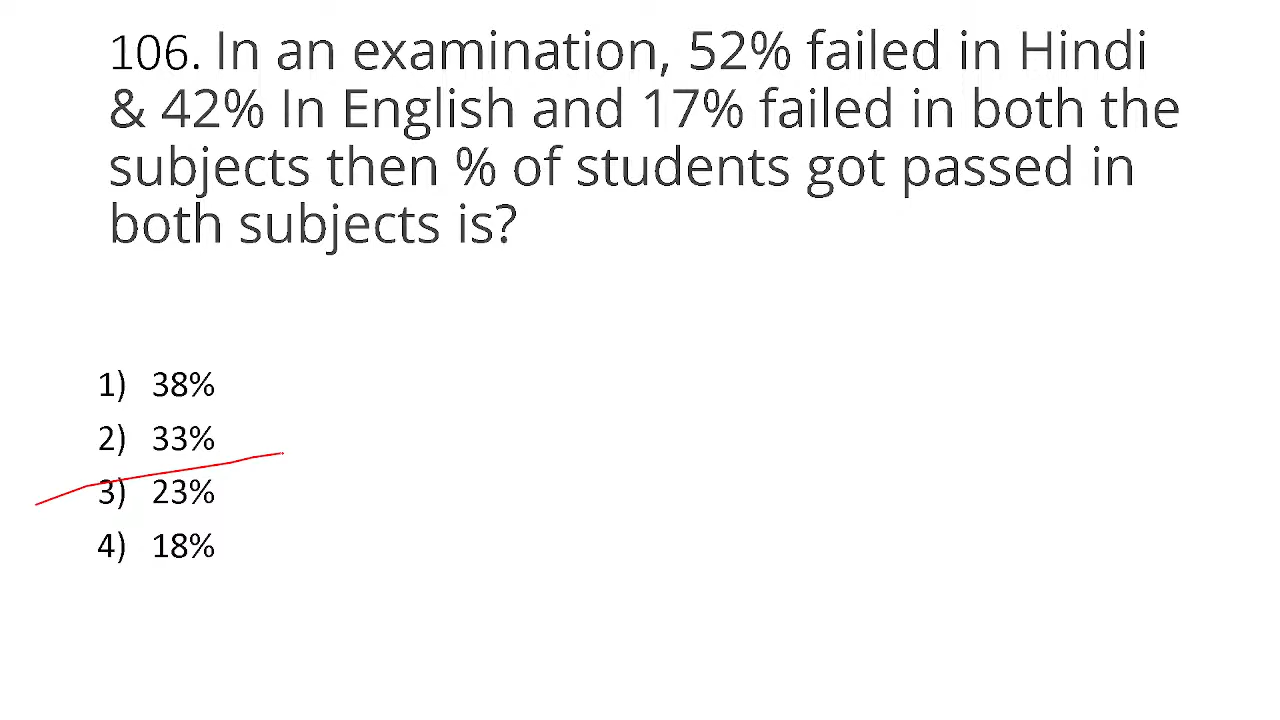 106. In an examination, 52% failed in Hindi
& 42% In English and 17% failed in both the
subjects then % of students got passed in
both subjects is?
1) 38%
2) 33%
3) 23%
4) 18%